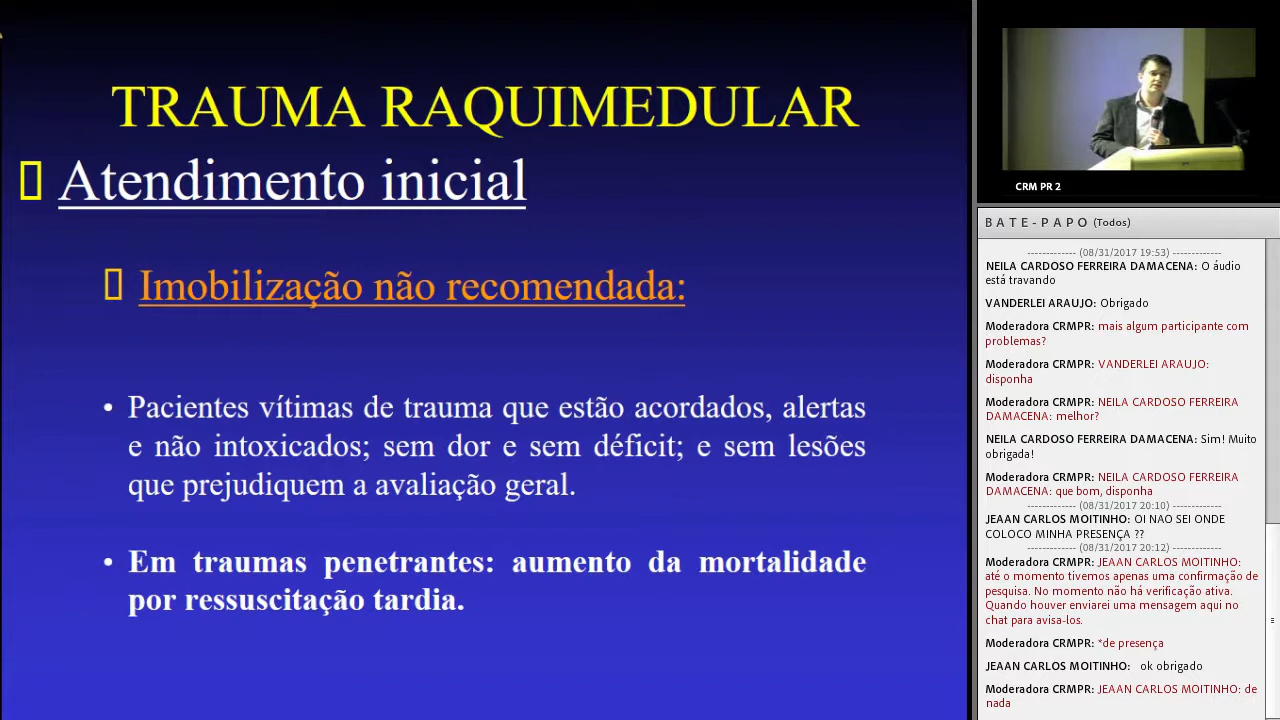 TRAUMA RAQUIMEDULAR
Atendimento inicial
Imobilização não recomendada:
• Pacientes vítimas de trauma que estão acordados, alertas
e não intoxicados; sem dor e sem déficit; e sem lesões
que prejudiquem a avaliação geral.
• Em traumas penetrantes: aumento da mortalidade
por ressuscitação tardia.
CRM PR 2
BATE-PAPO (Todos)
------------- (08/31/2017 19:53) -------------
NEILA CARDOSO FERREIRA DAMACENA: O áudio
está travando
VANDERLEI ARAUJO: Obrigado
Moderadora CRMPR: mais algum participante com
problemas?
Moderadora CRMPR: VANDERLEI ARAUJO:
disponha
Moderadora CRMPR: NEILA CARDOSO FERREIRA
DAMACENA: melhor?
NEILA CARDOSO FERREIRA DAMACENA: Sim! Muito
obrigada!
Moderadora CRMPR: NEILA CARDOSO FERREIRA
DAMACENA: que bom, disponha
------------- (08/31/2017 20:10) -------------
JEAAN CARLOS MOITINHO: OI NAO SEI ONDE
COLOCO MINHA PRESENÇA ??
------------- (08/31/2017 20:12) -------------
Moderadora CRMPR: JEAAN CARLOS MOITINHO:
até o momento tivemos apenas uma confirmação de
pesquisa. No momento não há verificação ativa.
Quando houver enviarei uma mensagem aqui no
chat para avisa-los.
Moderadora CRMPR: *de presença
JEAAN CARLOS MOITINHO: ok obrigado
Moderadora CRMPR: JEAAN CARLOS MOITINHO: de
nada